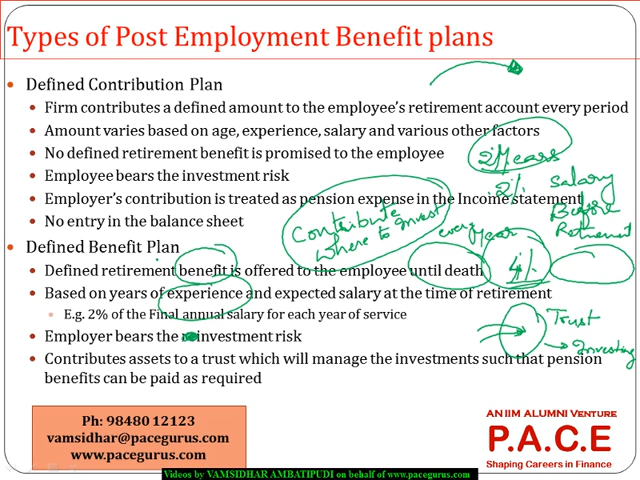 Types of Post Employment Benefit plans
Defined Contribution Plan
Firm contributes a defined amount to the employee's retirement account every period
Amount varies based on age, experience, salary and various other factors
No defined retirement benefit is promised to the employee
Employee bears the investment risk
Employer's contribution is treated as pension expense in the Income statement
No entry in the balance sheet
Defined Benefit Plan
Defined retirement benefit is offered to the employee until death
Based on years of experience and expected salary at the time of retirement
E.g. 2% of the Final annual salary for each year of service
Employer bears the investment risk
Contributes assets to a trust which will manage the investments such that pension
benefits can be paid as required
years
2% Salary
Before
Retirement
Contribute
Where to Invest
every year
4%
Trust
Investing
Ph: 98480 12123
vamsidhar@pacegurus.com
www.pacegurus.com
AN IIM ALUMNI VENTURE
P.A.C.E
Shaping Careers in Finance
Videos by VAMSIDHAR AMBATIPUDI on behalf of www.pacegurus.com